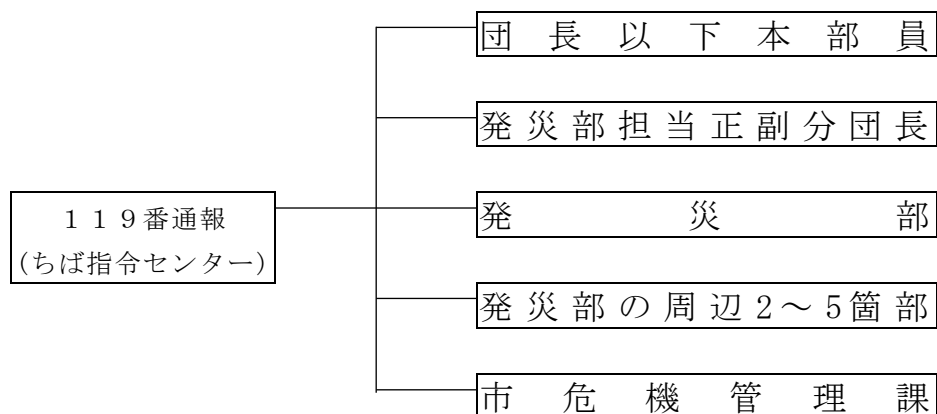 団長以下本部員
発災部担当正副分団長
１１９番通報
(ちば指令センター)
発災部
発災部の周辺2～5箇部
市危機管理課